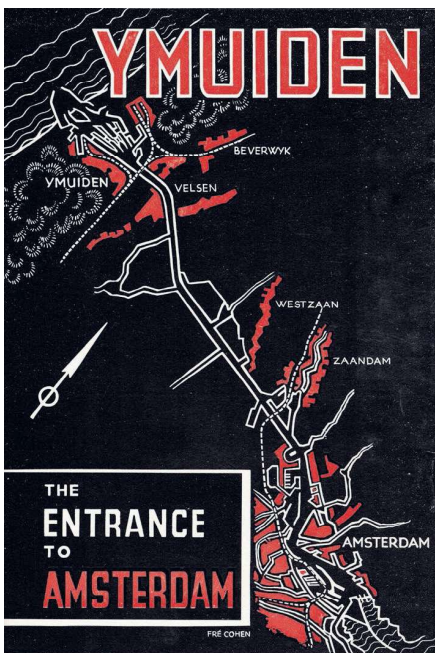 YMUIDEN
BEVERWYK
YMUIDEN
VELSEN
WESTZAAN
ZAANDAM
AMSTERDAM
THE
ENTRANCE
TO
AMSTERDAM
FRÉ COHEN